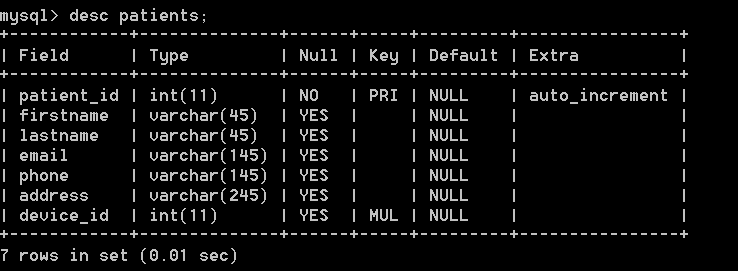 mysql> desc patients;
+------------+--------------+------+-----+---------+----------------+
| Field      | Type         | Null | Key | Default | Extra          |
+------------+--------------+------+-----+---------+----------------+
| patient_id | int(11)      | NO   | PRI | NULL    | auto_increment |
| firstname  | varchar(45)  | YES  |     | NULL    |                |
| lastname   | varchar(45)  | YES  |     | NULL    |                |
| email      | varchar(145) | YES  |     | NULL    |                |
| phone      | varchar(145) | YES  |     | NULL    |                |
| address    | varchar(245) | YES  |     | NULL    |                |
| device_id  | int(11)      | YES  | MUL | NULL    |                |
+------------+--------------+------+-----+---------+----------------+
7 rows in set (0.01 sec)